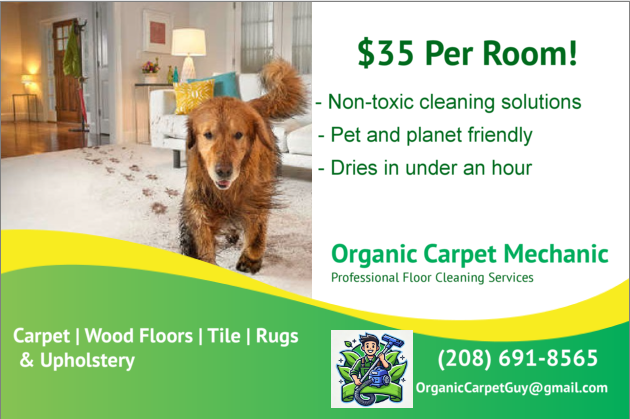 $35 Per Room!
- Non-toxic cleaning solutions
- Pet and planet friendly
- Dries in under an hour
Organic Carpet Mechanic
Professional Floor Cleaning Services
Carpet | Wood Floors | Tile | Rugs
& Upholstery
(208) 691-8565
OrganicCarpetGuy@gmail.com